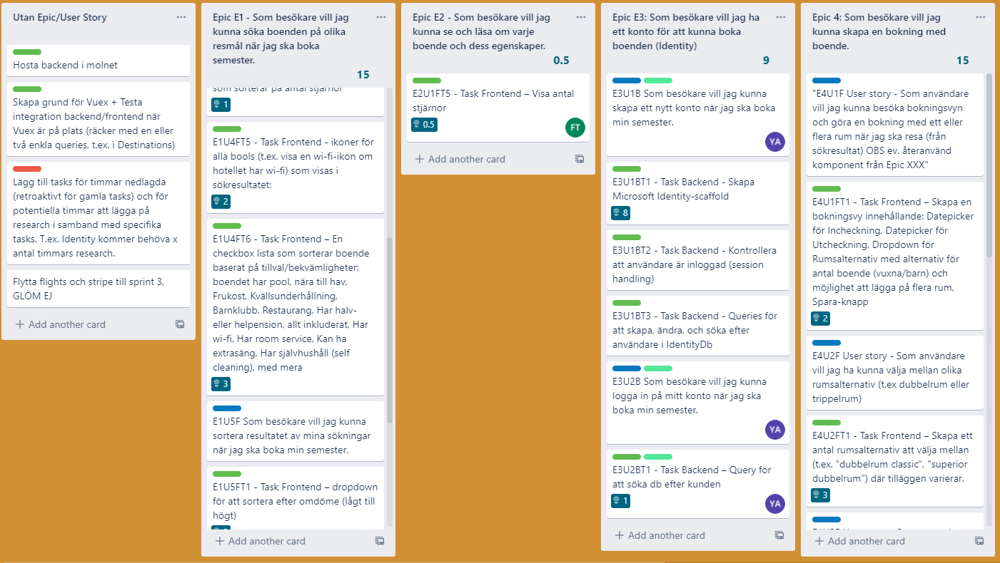 Utan Epic/User Story
Hosta backend i molnet
Skapa grund för Vuex + Testa
integration backend/frontend när
Vuex är på plats (räcker med en eller
två enkla queries, t.ex. i Destinations)
Lägg till tasks för timmar nedlagda
(retroaktivt för gamla tasks) och för
potentiella timmar att lägga på
research i samband med specifika
tasks. T.ex. Identity kommer behöva x
antal timmars research.
Flytta flights och stripe till sprint 3,
GLÖM EJ
Add another card
Epic E1 - Som besökare vill jag
kunna söka boenden på olika
resmål när jag ska boka
semester.
15
som sorterar på antal stjärnor
1
E1U4FT5 - Task Frontend - ikoner för
alla bools (t.ex. visa en wi-fi-ikon om
hotellet har wi-fi) som visas i
sökresultatet:
2
E1U4FT6 - Task Frontend – En
checkbox lista som sorterar boende
baserat på tillval/bekvämligheter:
boendet har pool, nära till hav,
Frukost, Kvällsunderhållning,
Barnklubb, Restaurang, Har halv-
eller helpension, allt inkluderat, Har
wi-fi, Har room service, Kan ha
extrasäng, Har självhushåll (self
cleaning), med mera
3
E1U5F Som besökare vill jag kunna
sortera resultatet av mina sökningar
när jag ska boka min semester.
E1U5FT1 - Task Frontend – dropdown
för att sortera efter omdöme (lågt till
högt)
Add another card
Epic E2 - Som besökare vill jag
kunna se och läsa om varje
boende och dess egenskaper.
0.5
E2U1FT5 - Task Frontend – Visa antal
stjärnor
0.5
FT
Add another card
Epic E3: Som besökare vill jag ha
ett konto för att kunna boka
boenden (Identity)
9
E3U1B Som besökare vill jag kunna
skapa ett nytt konto när jag ska boka
min semester.
YA
E3U1BT1 - Task Backend - Skapa
Microsoft Identity-scaffold
8
E3U1BT2 - Task Backend - Kontrollera
att användare är inloggad (session
handling)
E3U1BT3 - Task Backend - Queries för
att skapa, ändra, och söka efter
användare i IdentityDb
E3U2B Som besökare vill jag kunna
logga in på mitt konto när jag ska
boka min semester.
YA
E3U2BT1 - Task Backend – Query för
att söka db efter kunden
1
YA
Add another card
Epic 4: Som besökare vill jag
kunna skapa en bokning med
boende.
15
"E4U1F User story - Som användare
vill jag kunna besöka bokningsvyn
och göra en bokning med ett eller
flera rum när jag ska resa (från
sökresultat) OBS ev. återanvänd
komponent från Epic XXX"
E4U1FT1 - Task Frontend – Skapa en
bokningsvy innehållande: Datepicker
för Incheckning, Datepicker för
Utcheckning, Dropdown för
Rumsalternativ med alternativ för
antal boende (vuxna/barn) och
möjlighet att lägga på flera rum,
Spara-knapp
2
E4U2F User story - Som användare
vill jag ha kunna välja mellan olika
rumsalternativ (t.ex dubbelrum eller
trippelrum)
E4U2FT1 - Task Frontend – Skapa ett
antal rumsalternativ att välja mellan
(t.ex. "dubbelrum classic", "superior
dubbelrum") där tilläggen varierar.
3
Add another card